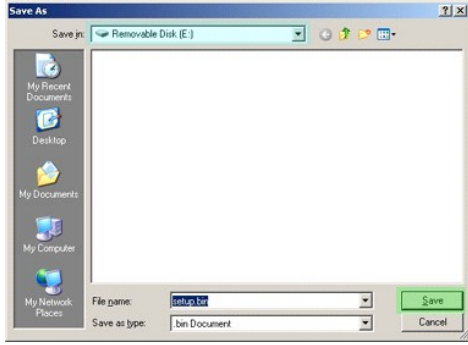 Save As
Save in:
Removable Disk (E:)
My Recent
Documents
Desktop
My Documents
My Computer
My Network
Places
File name:
setup.bin
Save
Save as type:
.bin Document
Cancel